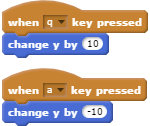 when q key pressed
change y by 10
when a key pressed
change y by -10